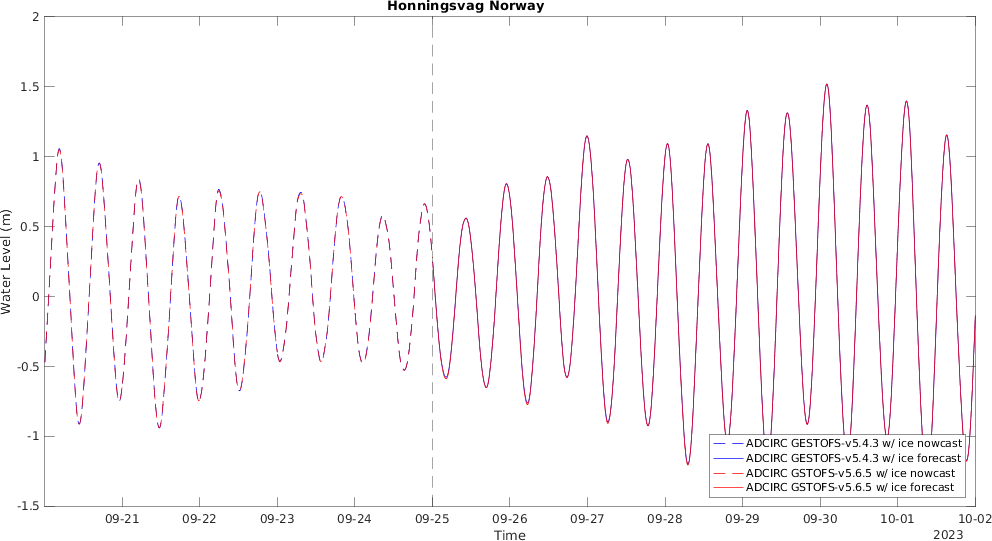 Honningsvag Norway
2
1.5
1
0.5
0
-0.5
-1
-1.5
Water Level (m)
09-21 09-22 09-23 09-24 09-25 09-26 09-27 09-28 09-29 09-30 10-01 10-02
Time
2023
ADCIRC GESTOFS-v5.4.3 w/ ice nowcast
ADCIRC GESTOFS-v5.4.3 w/ ice forecast
ADCIRC GSTOFS-v5.6.5 w/ ice nowcast
ADCIRC GSTOFS-v5.6.5 w/ ice forecast